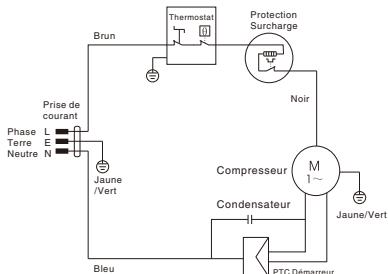 Thermostat
θ
Protection
Surcharge
Brun
Noir
Prise de
courant
Phase L
Terre E
Neutre N
Jaune
/Vert
Compresseur
M
1~
Condensateur
Jaune/Vert
Bleu
PTC Démarreur